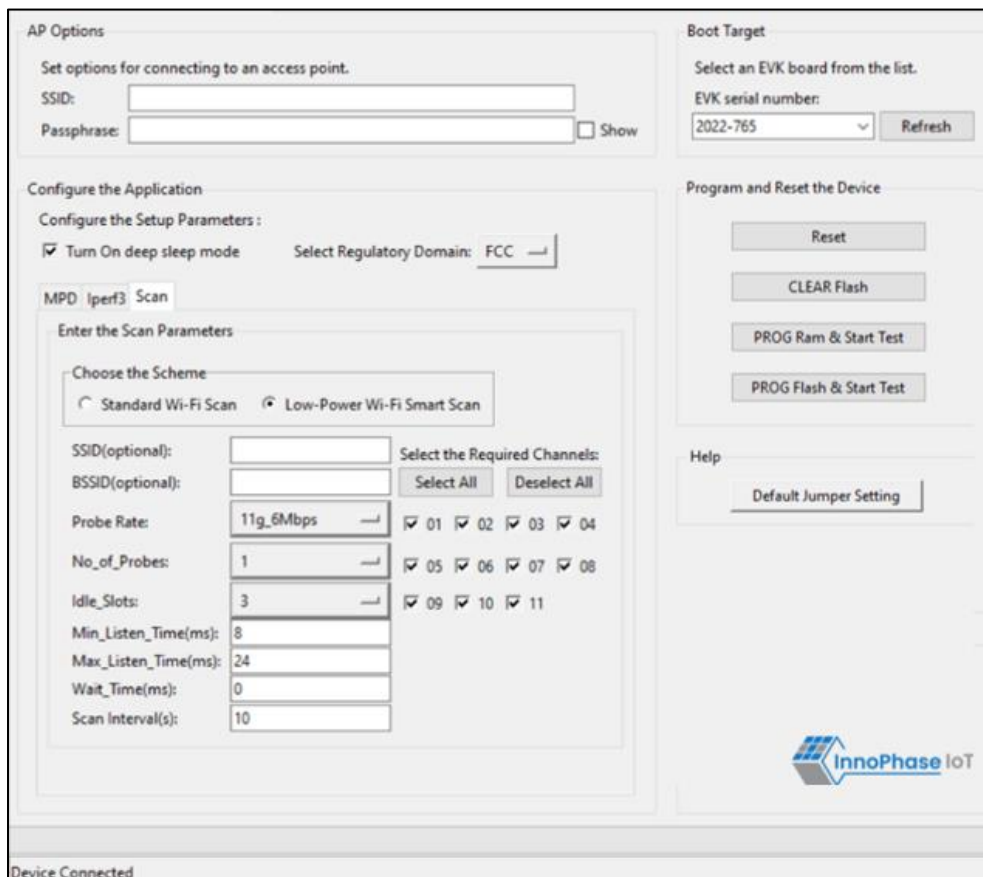 AP Options
Set options for connecting to an access point.
SSID:
Passphrase:
Show
Boot Target
Select an EVK board from the list.
EVK serial number:
2022-765
Refresh
Configure the Application
Configure the Setup Parameters :
Turn On deep sleep mode
Select Regulatory Domain: FCC
MPD Iperf3 Scan
Enter the Scan Parameters
Choose the Scheme
Standard Wi-Fi Scan
Low-Power Wi-Fi Smart Scan
SSID(optional):
BSSID(optional):
Probe Rate: 11g_6Mbps
No_of_Probes: 1
Idle_Slots: 3
Min_Listen_Time(ms): 8
Max_Listen_Time(ms): 24
Wait_Time(ms): 0
Scan Interval(s): 10
Select the Required Channels:
Select All
Deselect All
01 02 03 04
05 06 07 08
09 10 11
Program and Reset the Device
Reset
CLEAR Flash
PROG Ram & Start Test
PROG Flash & Start Test
Help
Default Jumper Setting
InnoPhase IoT
Device Connected